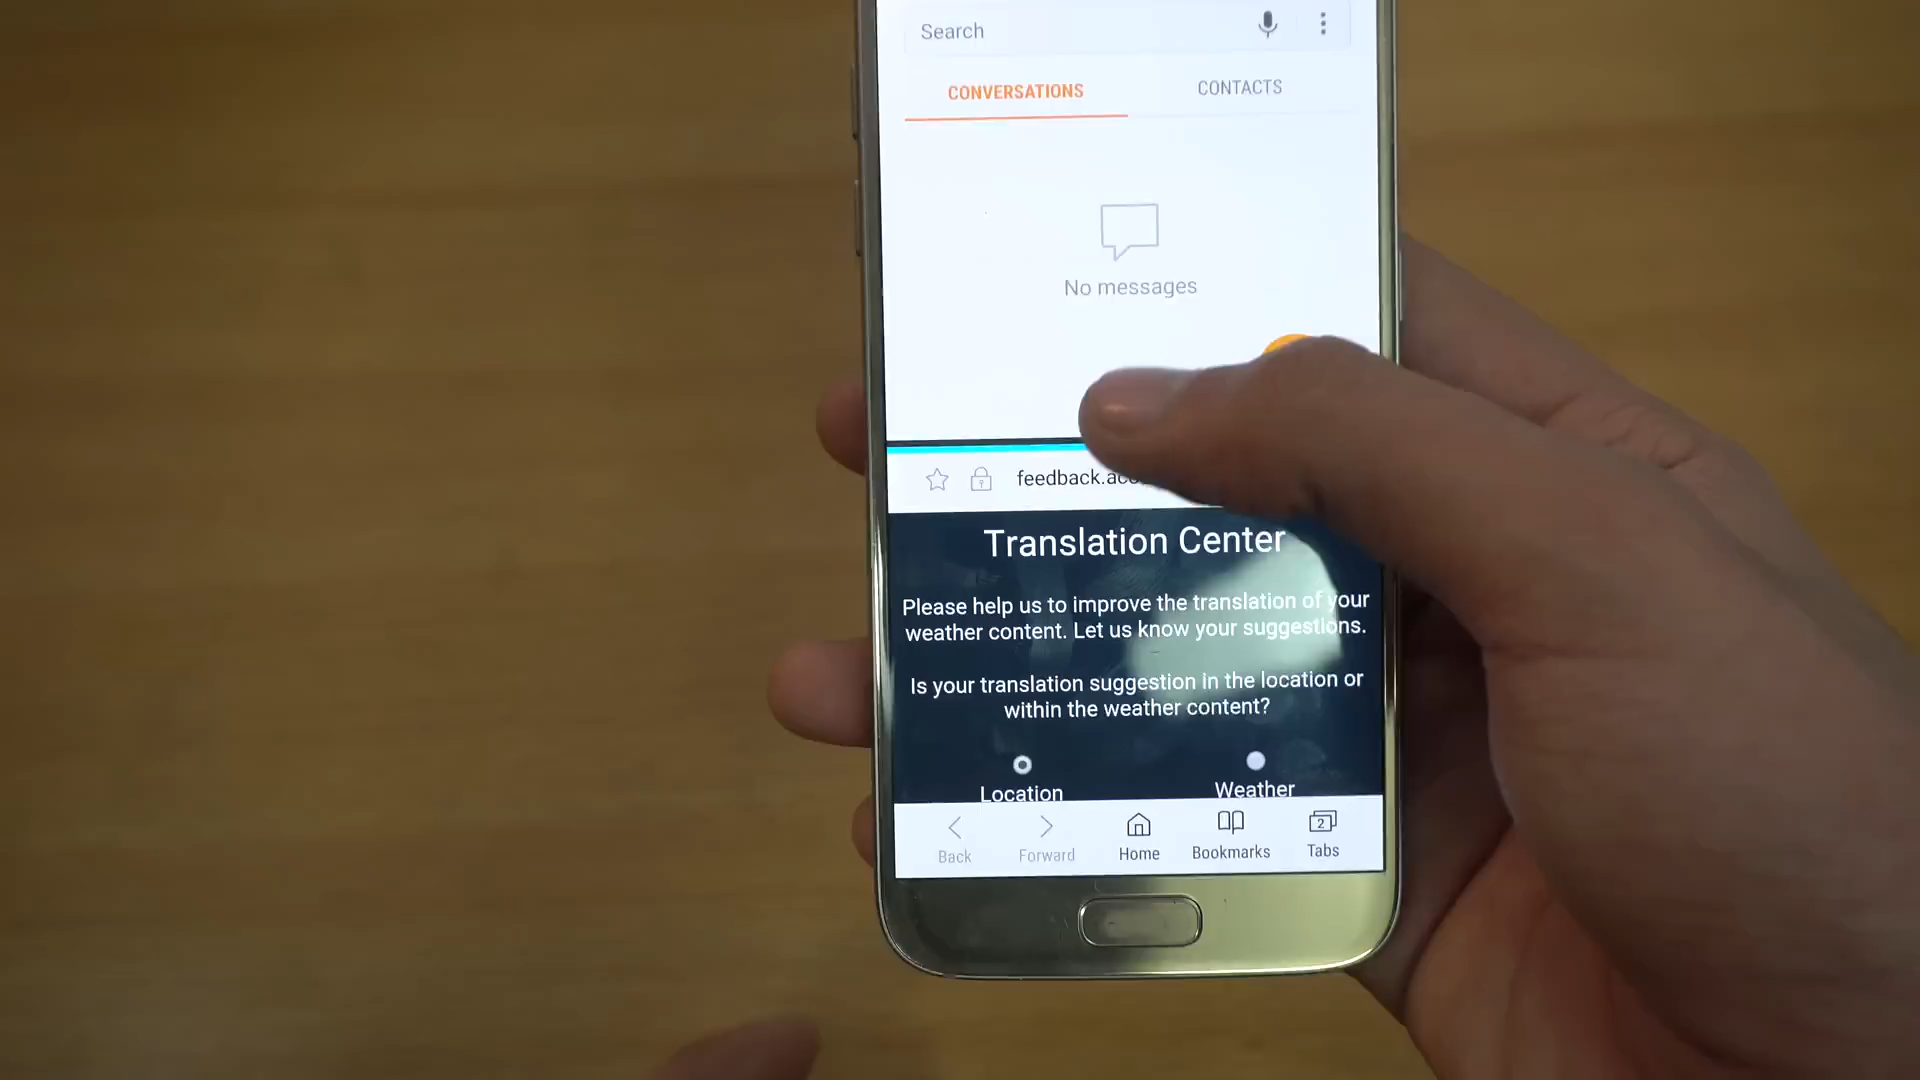 Search
CONVERSATIONS
CONTACTS
No messages
Translation Center
Please help us to improve the translation of your
weather content. Let us know your suggestions.
Is your translation suggestion in the location or
within the weather content?
Location
Weather
Back
Forward
Home
Bookmarks
2
Tabs